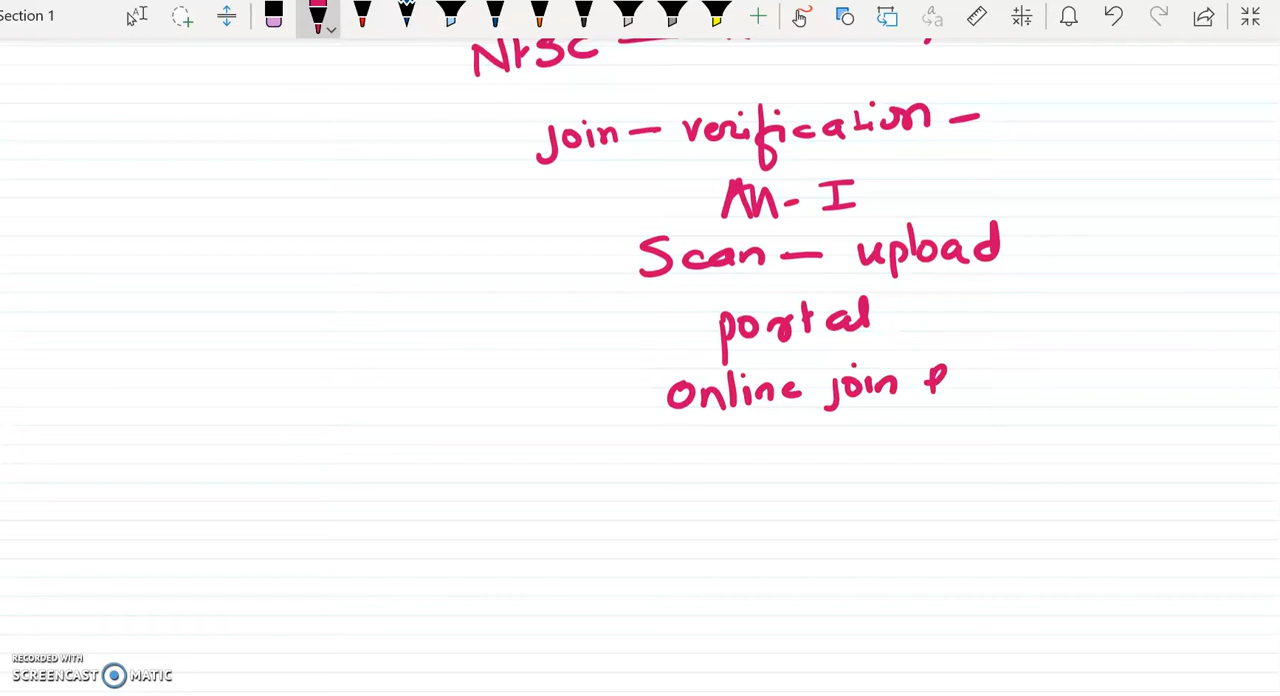 Section 1
Join - verification -
An - I
Scan - upload
portal
Online join P
RECORDED WITH
SCREENCAST MATIC